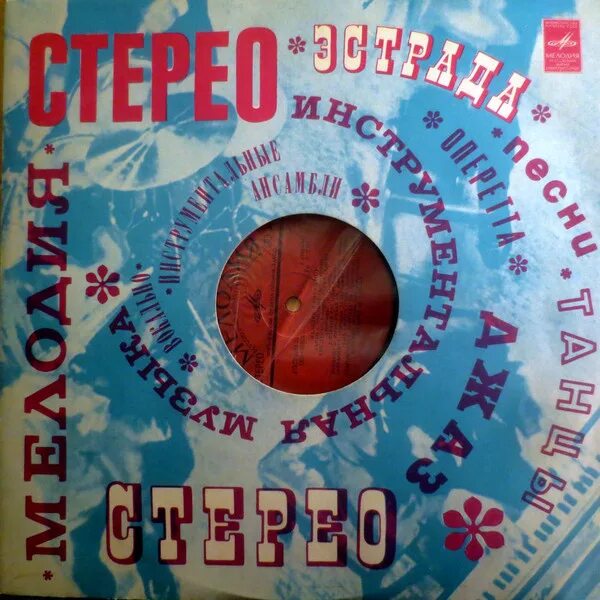 СТЕРЕО
ЭСТРАДА
песни
ТАНЦЫ
МЕЛОДИЯ
ИНСТРУМЕНТАЛЬНАЯ МУЗЫКА
ОПЕРЕТТА
ДЖАЗ
ВОКАЛЬНО
ИНСТРУМЕНТАЛЬНЫЕ
АНСАМБЛИ
СТЕРЕО
МЕЛОДИЯ